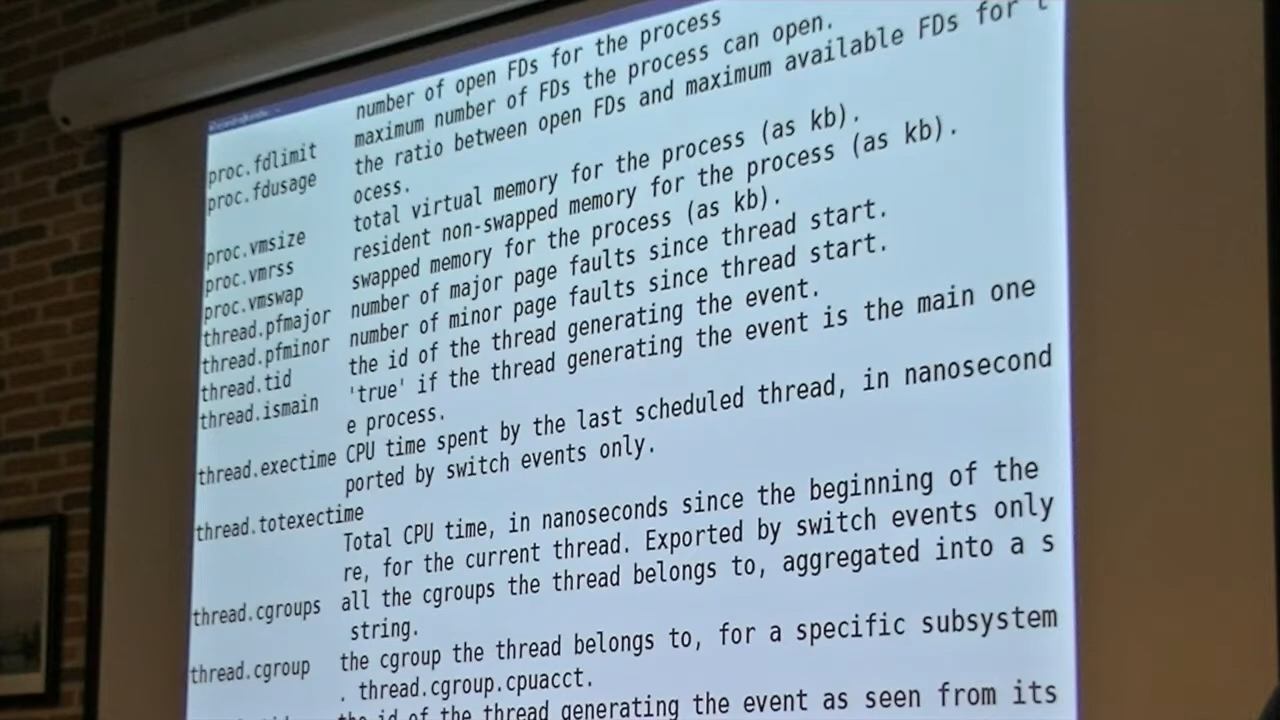 number of open FDs for the process
proc.fdlimit maximum number of FDs the process can open.
proc.fdusage the ratio between open FDs and maximum available FDs for t
ocess.
proc.vmsize total virtual memory for the process (as kb).
proc.vmrss resident non-swapped memory for the process (as kb).
proc.vmswap swapped memory for the process (as kb).
thread.pfmajor number of major page faults since thread start.
thread.pfminor number of minor page faults since thread start.
thread.tid the id of the thread generating the event.
thread.ismain 'true' if the thread generating the event is the main one
e process.
thread.exectime CPU time spent by the last scheduled thread, in nanosecond
ported by switch events only.
thread.totexectime
Total CPU time, in nanoseconds since the beginning of the
re, for the current thread. Exported by switch events only
thread.cgroups all the cgroups the thread belongs to, aggregated into a s
string.
thread.cgroup the cgroup the thread belongs to, for a specific subsystem
. thread.cgroup.cpuacct.
the id of the thread generating the event as seen from its